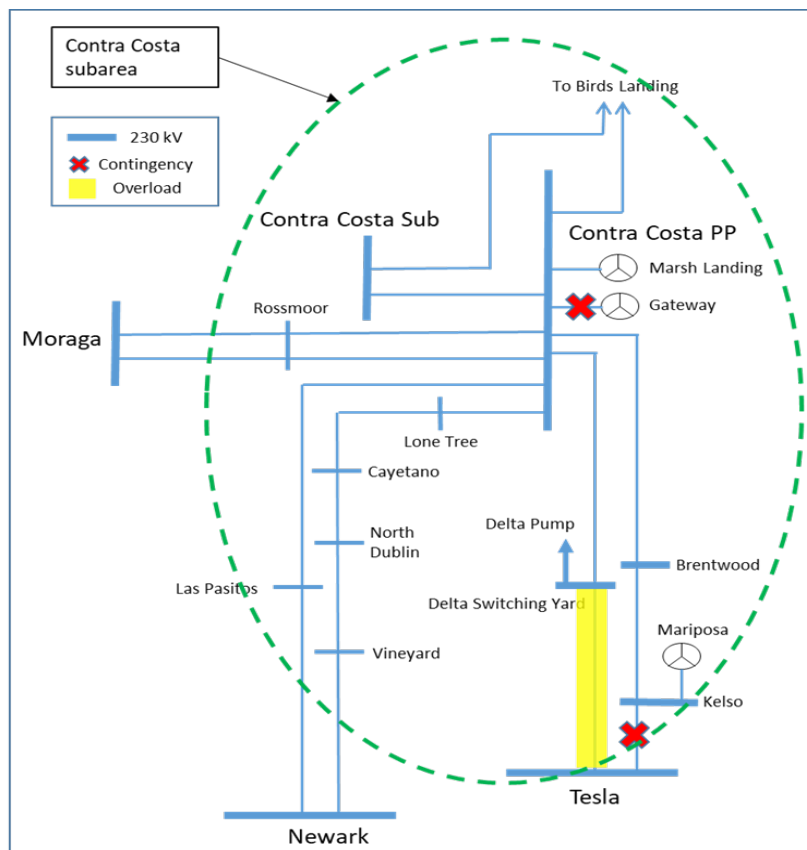 Contra Costa
subarea
To Birds Landing
230 kV
Contingency
Overload
Contra Costa Sub
Contra Costa PP
Marsh Landing
Rossmoor
Gateway
Moraga
Lone Tree
Cayetano
Delta Pump
North
Dublin
Brentwood
Las Pasitos
Delta Switching Yard
Mariposa
Vineyard
Kelso
Tesla
Newark